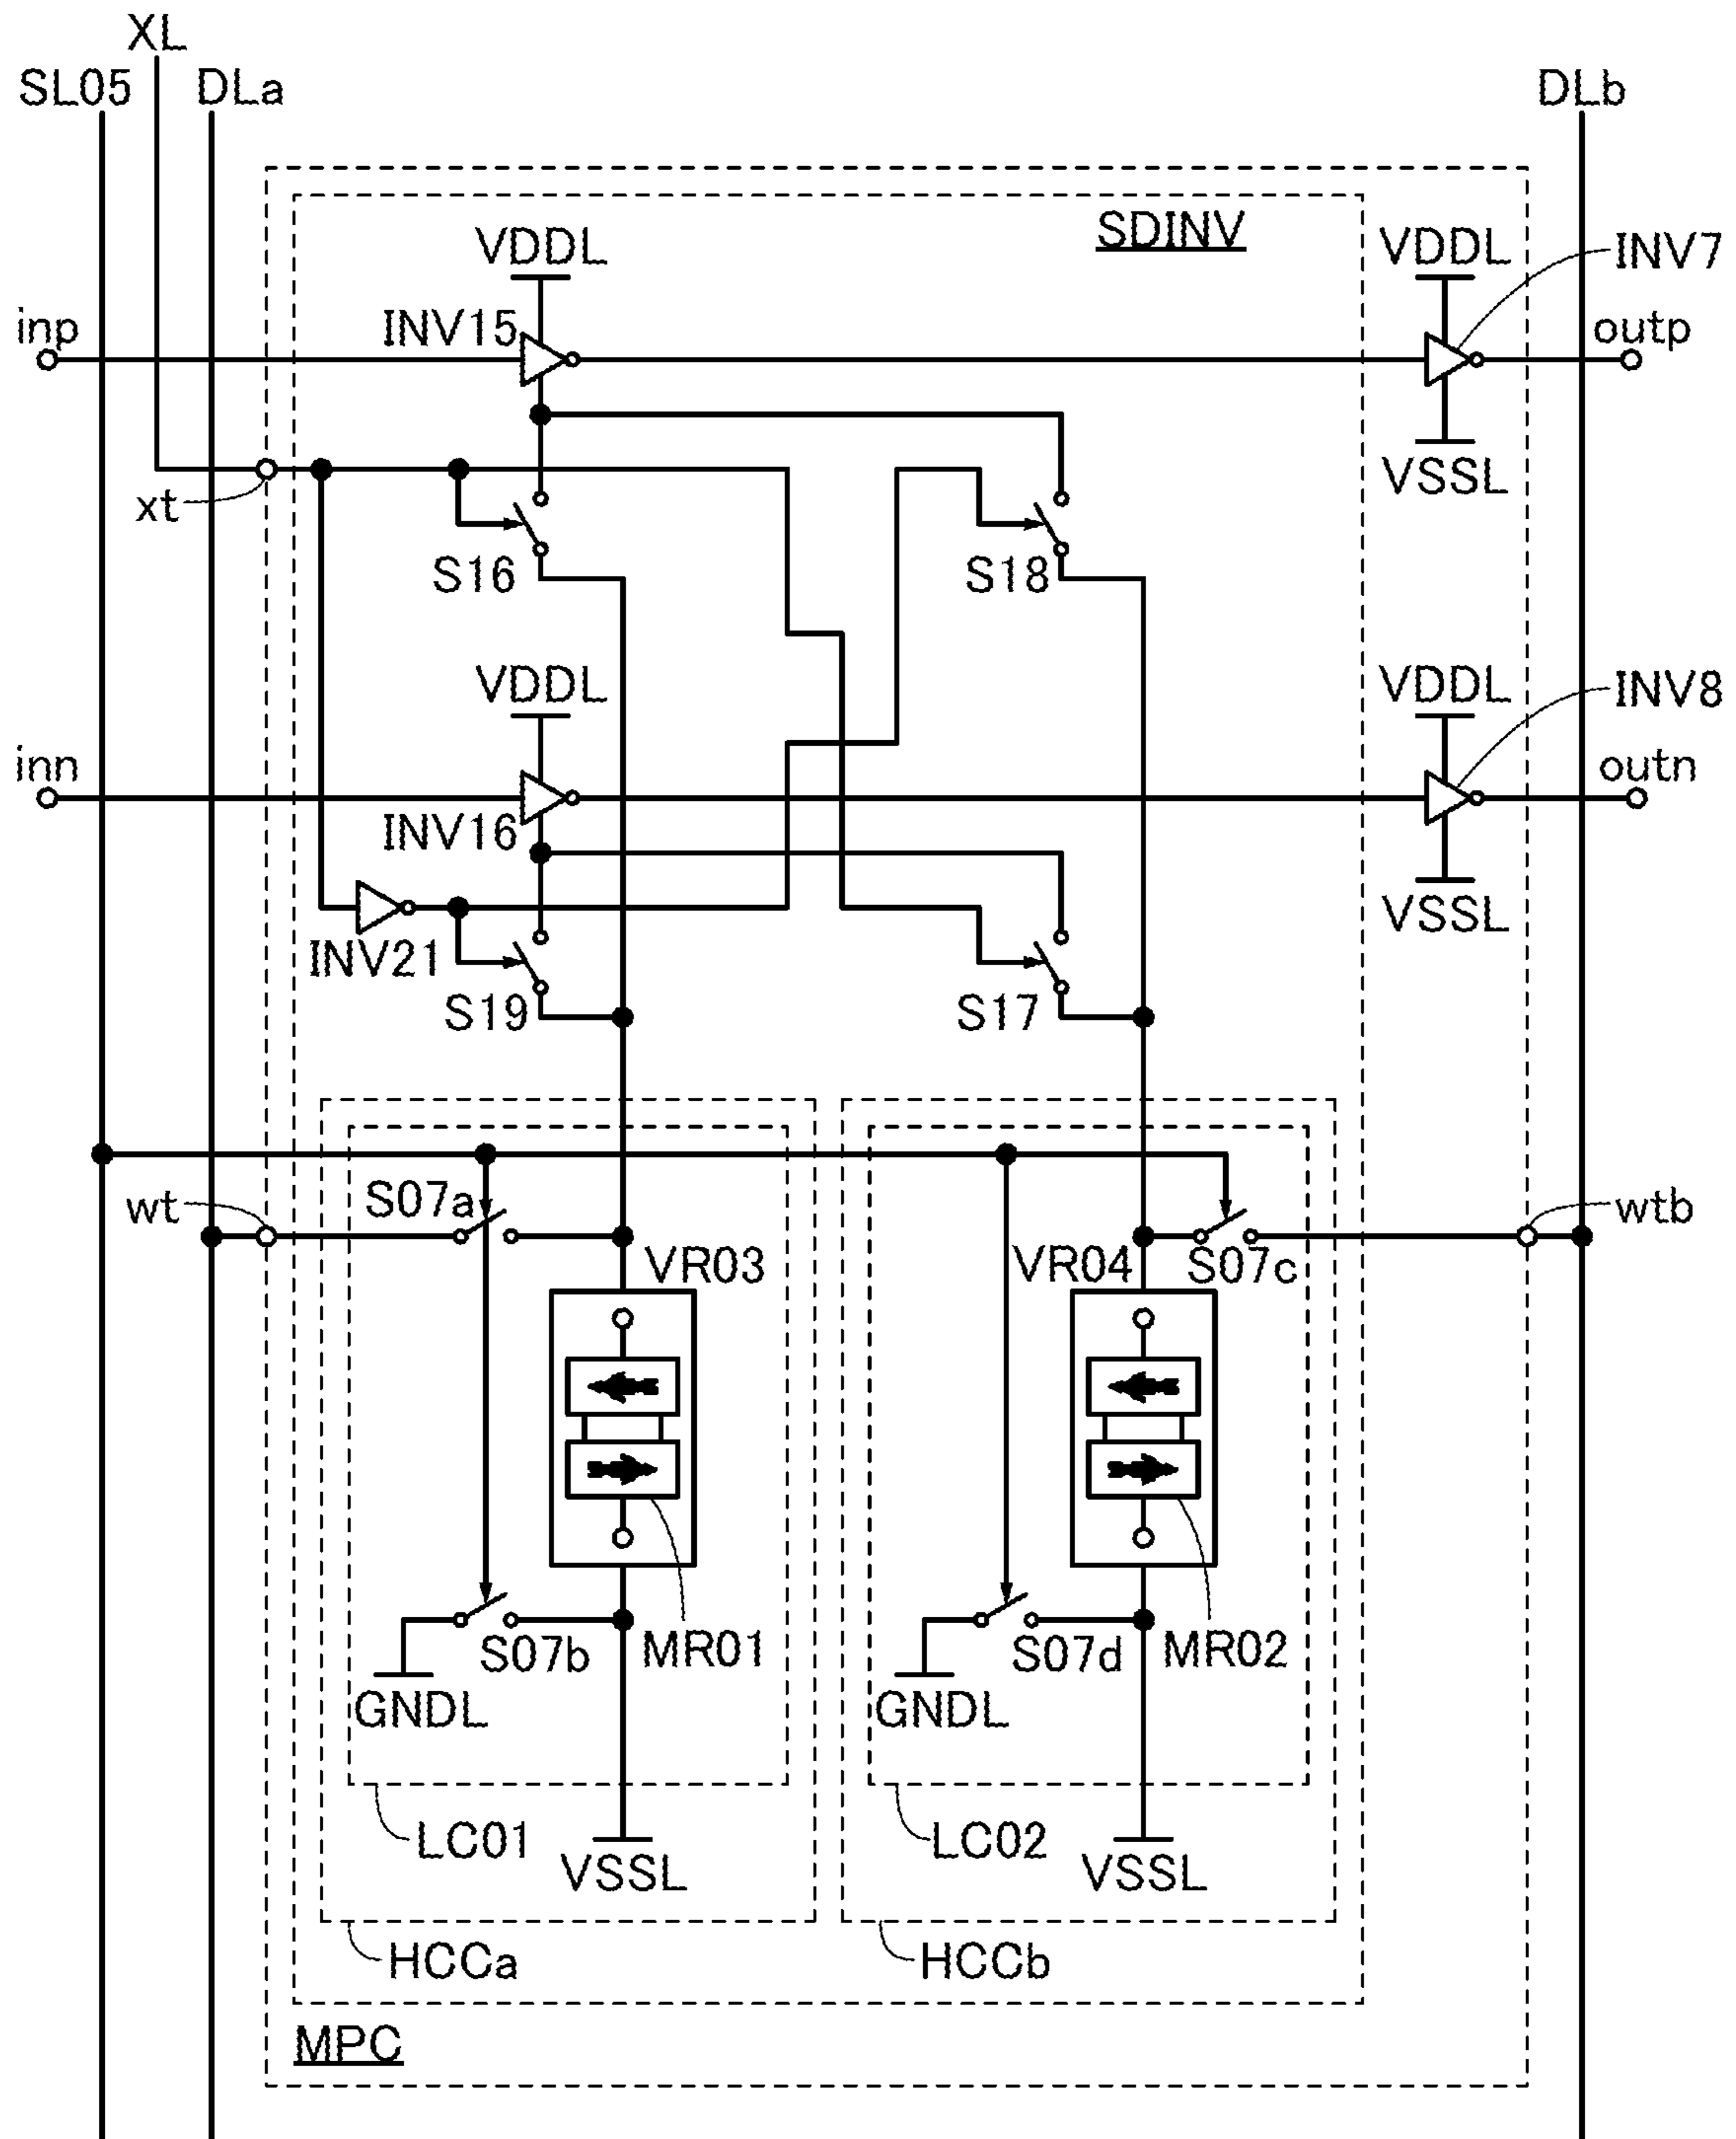 XL
SL05
DLa
DLb
SDINV
VDDL
VDDL
INV7
inp
INV15
outp
VSSL
xt
S16
S18
VDDL
VDDL
INV8
inn
outn
INV16
VSSL
INV21
S19
S17
wt
S07a
wtb
VR03
VR04
S07c
S07b
MR01
S07d
MR02
GNDL
GNDL
LC01
LC02
VSSL
VSSL
HCCa
HCCb
MPC